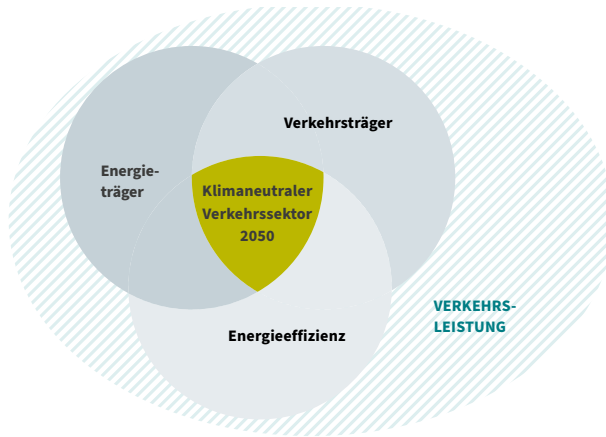 Verkehrsträger
Energie-
träger
Klimaneutraler
Verkehrssektor
2050
VERKEHRS-
LEISTUNG
Energieeffizienz